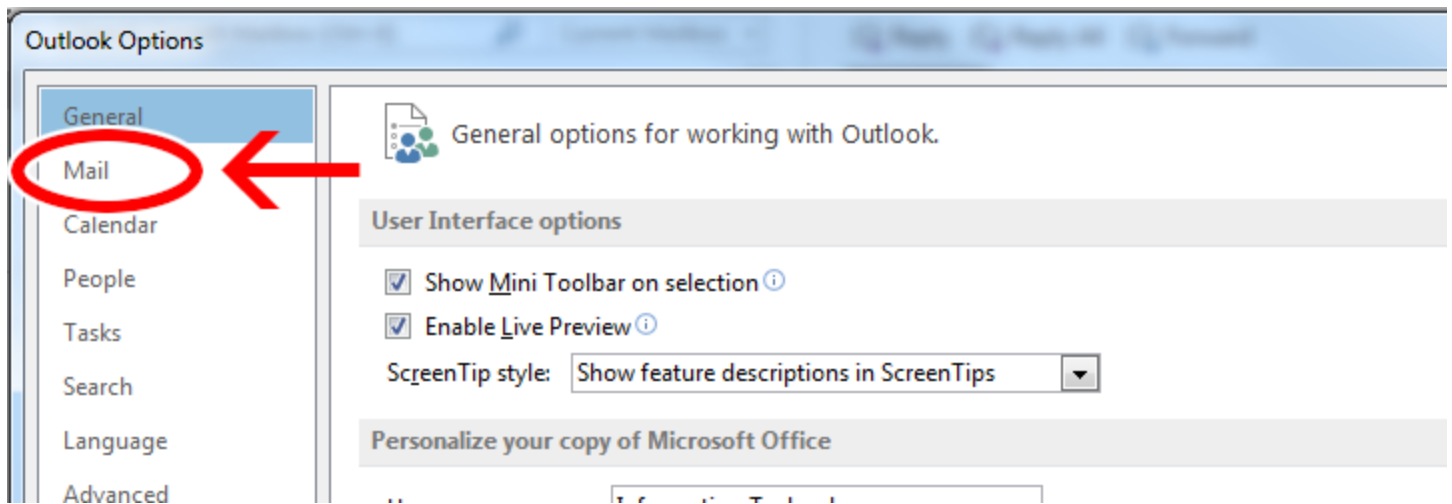 Outlook Options
General
Mail
Calendar
People
Tasks
Search
Language
Advanced
General options for working with Outlook.
User Interface options
Show Mini Toolbar on selection
Enable Live Preview
ScreenTip style: Show feature descriptions in ScreenTips
Personalize your copy of Microsoft Office